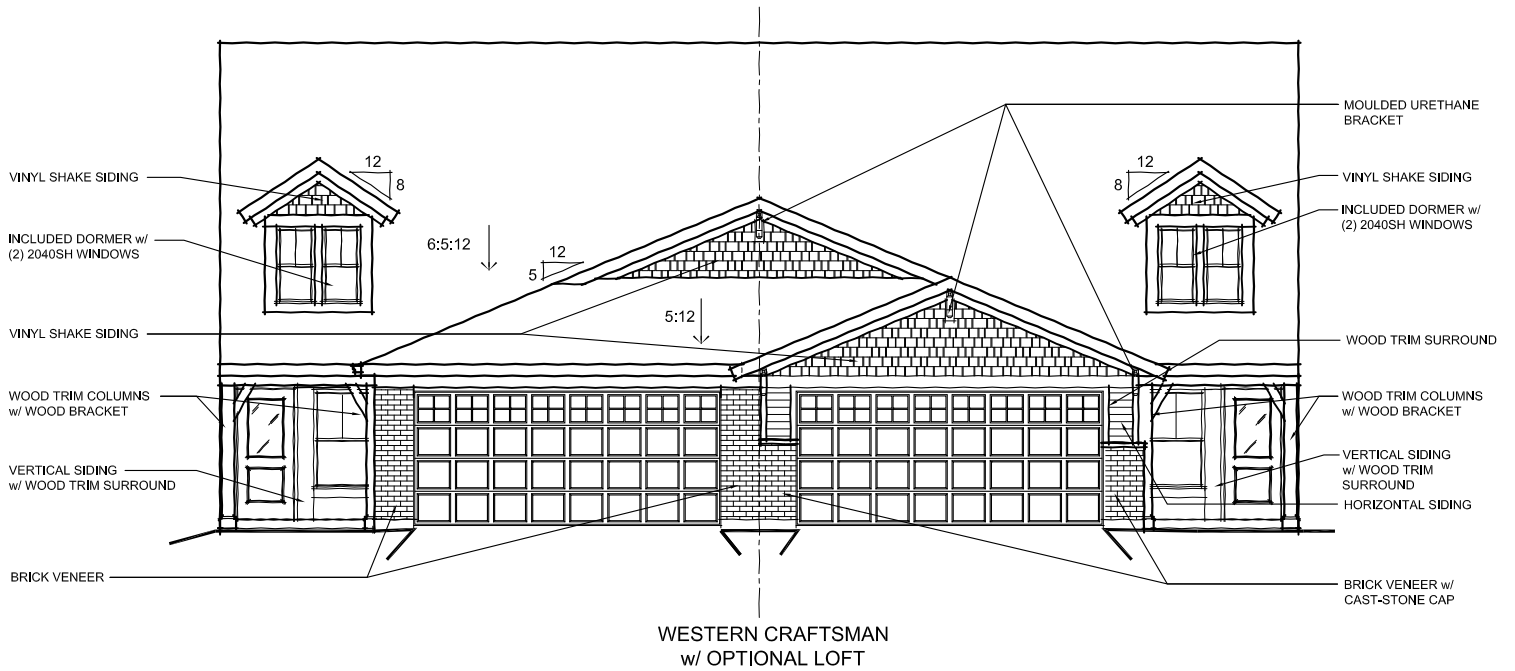 MOULDED URETHANE
BRACKET
12
8
12
8
VINYL SHAKE SIDING
VINYL SHAKE SIDING
INCLUDED DORMER w/
(2) 2040SH WINDOWS
INCLUDED DORMER w/
(2) 2040SH WINDOWS
6:5:12
12
5
5:12
VINYL SHAKE SIDING
WOOD TRIM SURROUND
WOOD TRIM COLUMNS
w/ WOOD BRACKET
WOOD TRIM COLUMNS
w/ WOOD BRACKET
VERTICAL SIDING
w/ WOOD TRIM SURROUND
VERTICAL SIDING
w/ WOOD TRIM
SURROUND
HORIZONTAL SIDING
BRICK VENEER
BRICK VENEER w/
CAST-STONE CAP
WESTERN CRAFTSMAN
w/ OPTIONAL LOFT